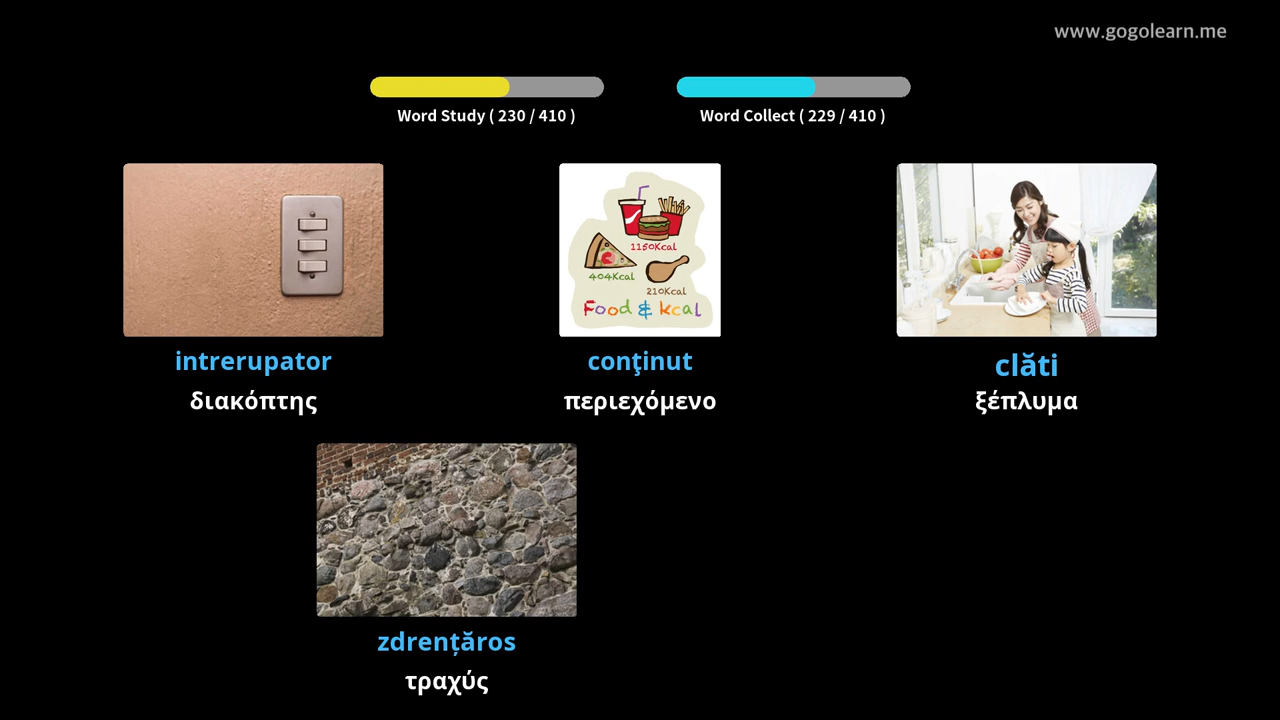 www.gogolearn.me
Word Study ( 230 / 410 )
Word Collect ( 229 / 410 )
1150Kcal
404Kcal
210Kcal
Food & kcal
intrerupator
conţinut
clăti
διακόπτης
περιεχόμενο
ξέπλυμα
zdrențăros
τραχύς